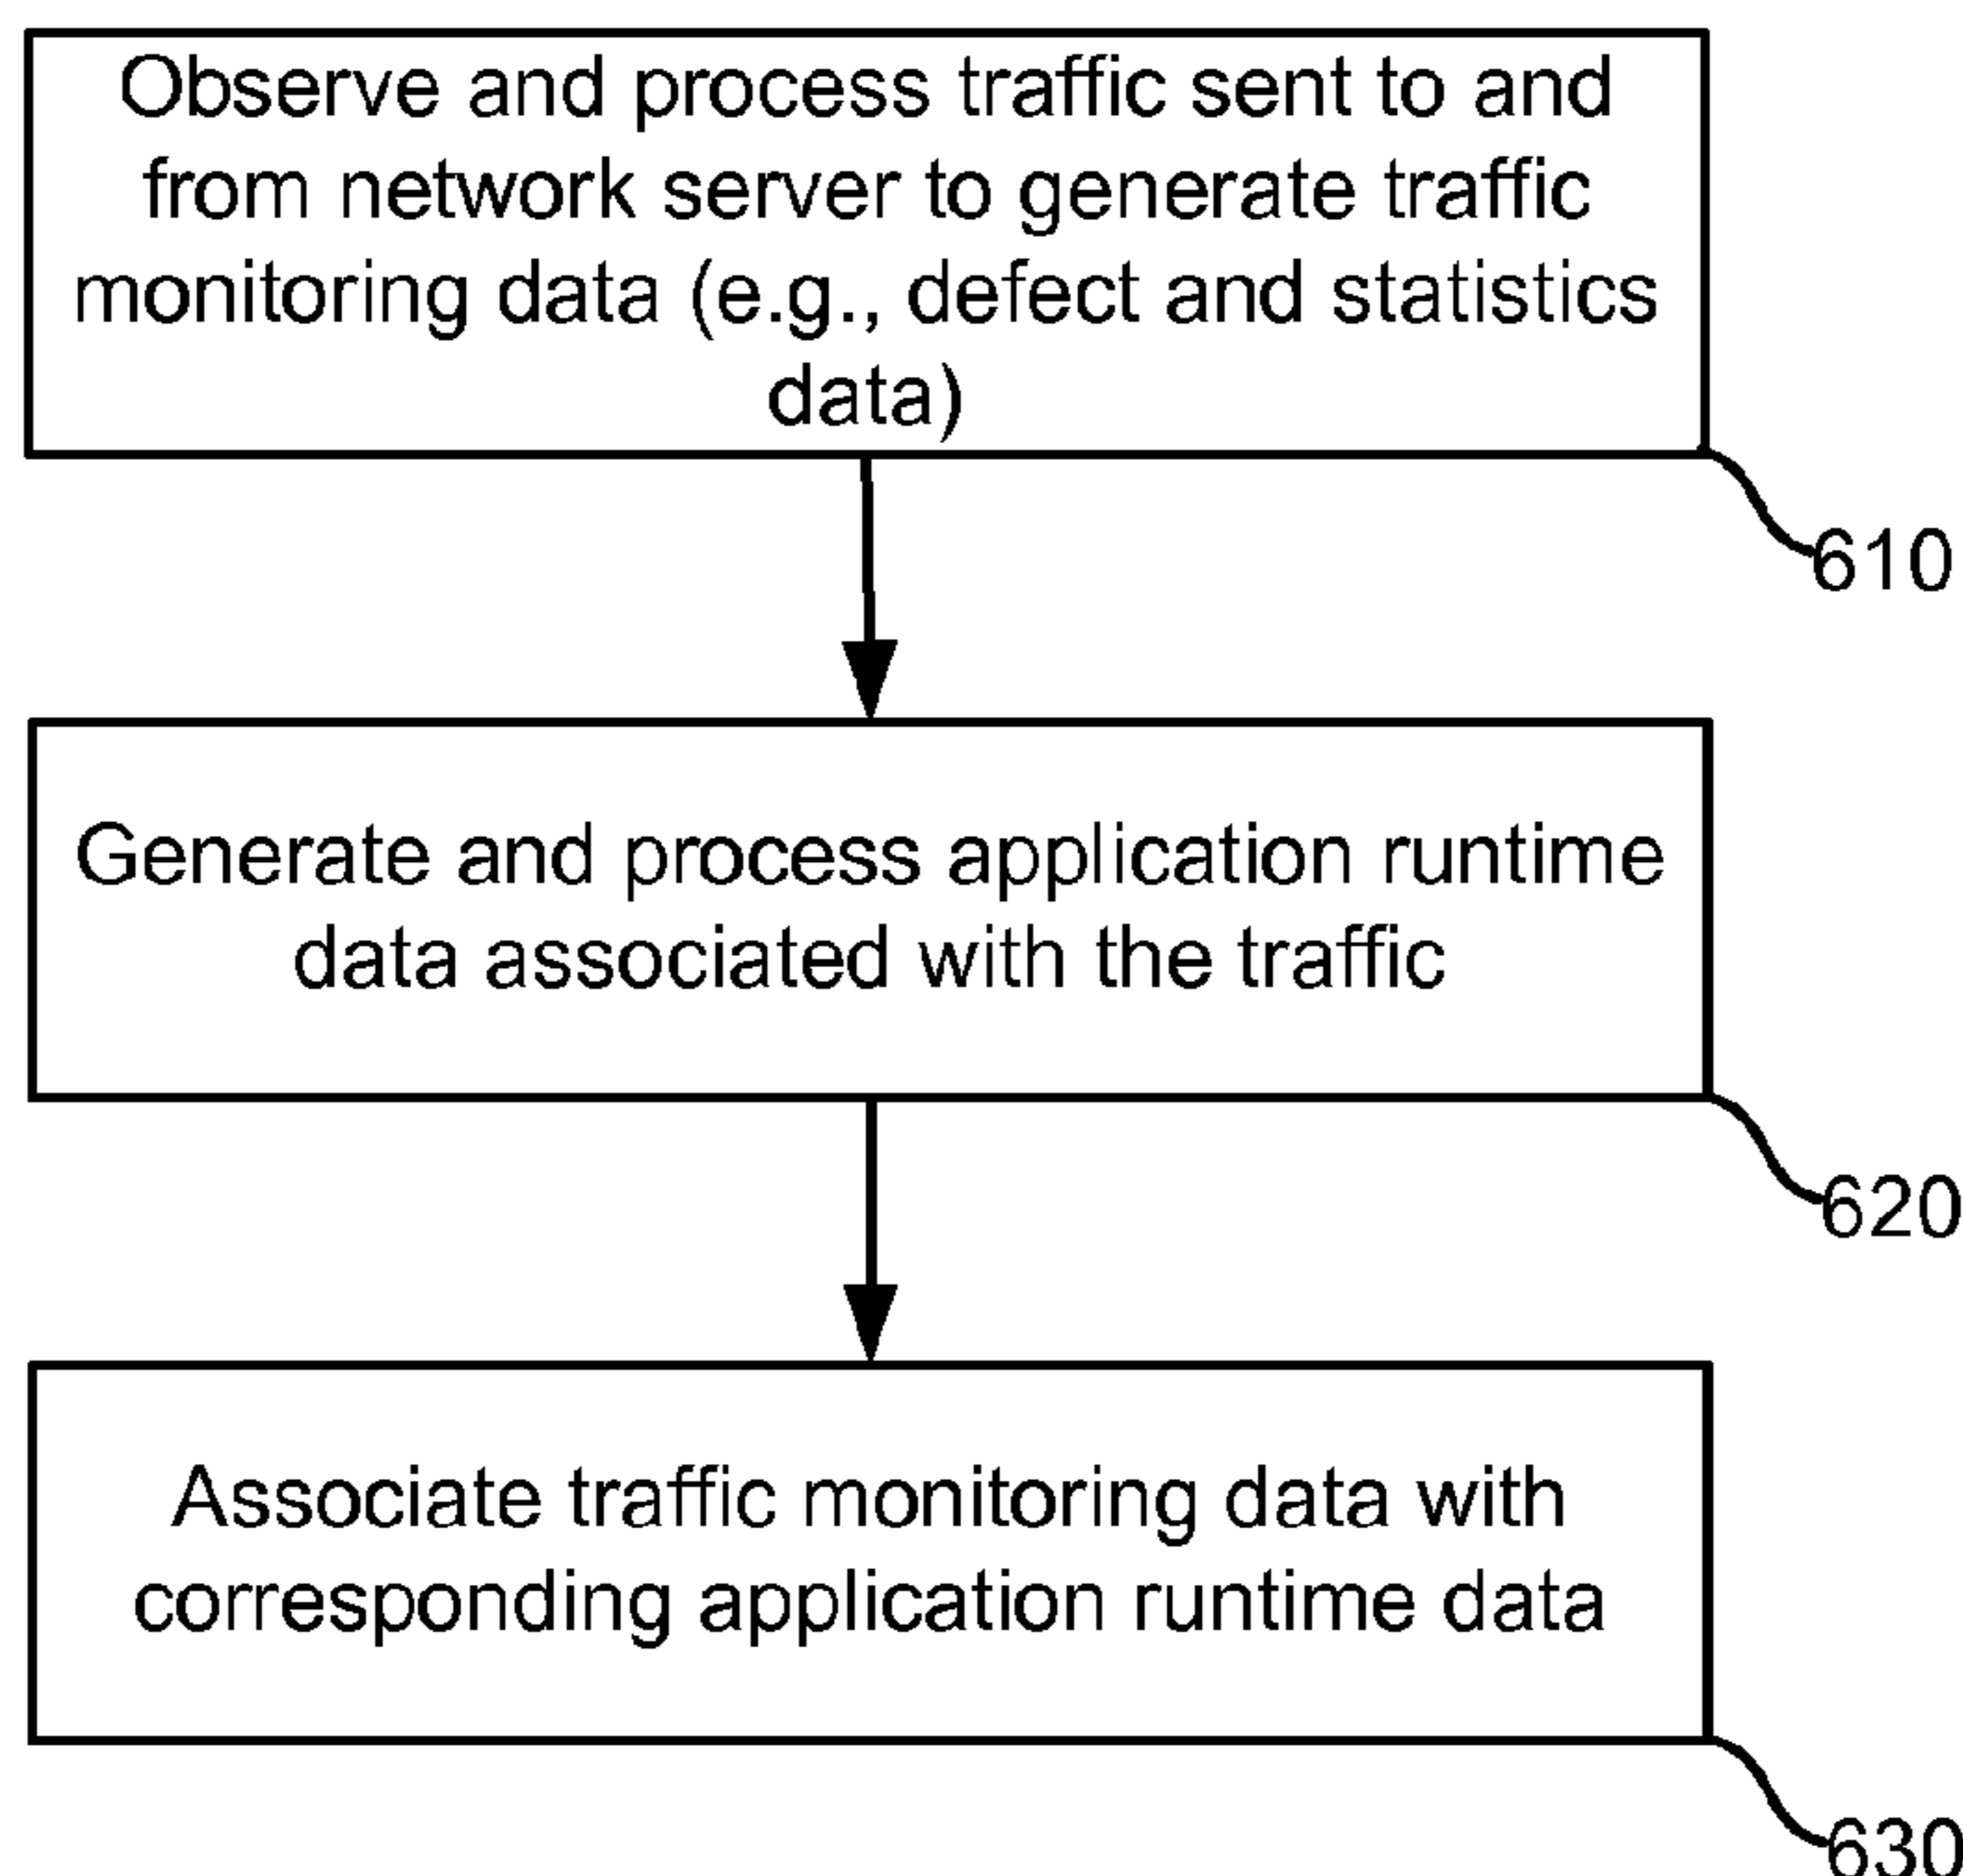 Observe and process traffic sent to and
from network server to generate traffic
monitoring data (e.g., defect and statistics
data)
610
Generate and process application runtime
data associated with the traffic
620
Associate traffic monitoring data with
corresponding application runtime data
630